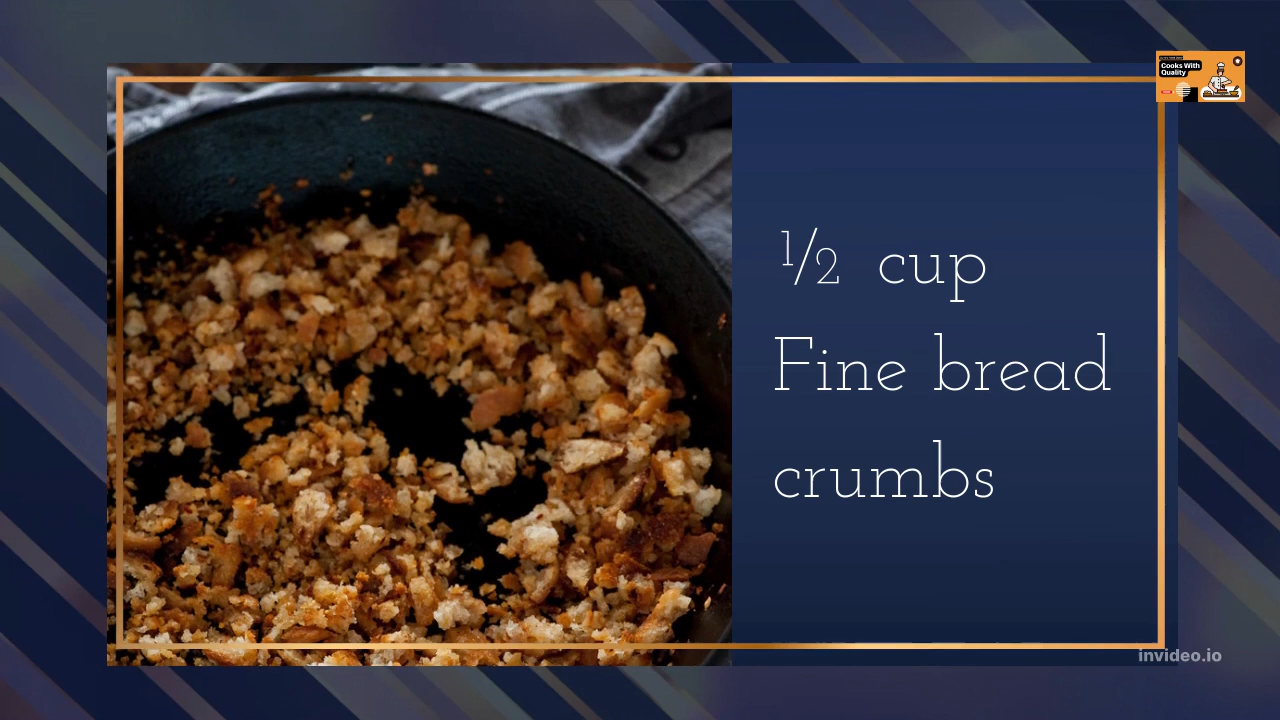 Cooks With
Quality
½ cup
Fine bread
crumbs
invideo.io